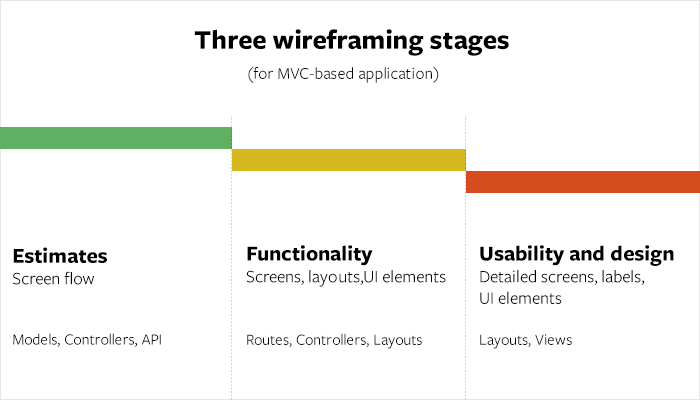 Three wireframing stages
(for MVC-based application)
Estimates
Screen flow
Models, Controllers, API
Functionality
Screens, layouts,UI elements
Routes, Controllers, Layouts
Usability and design
Detailed screens, labels,
UI elements
Layouts, Views